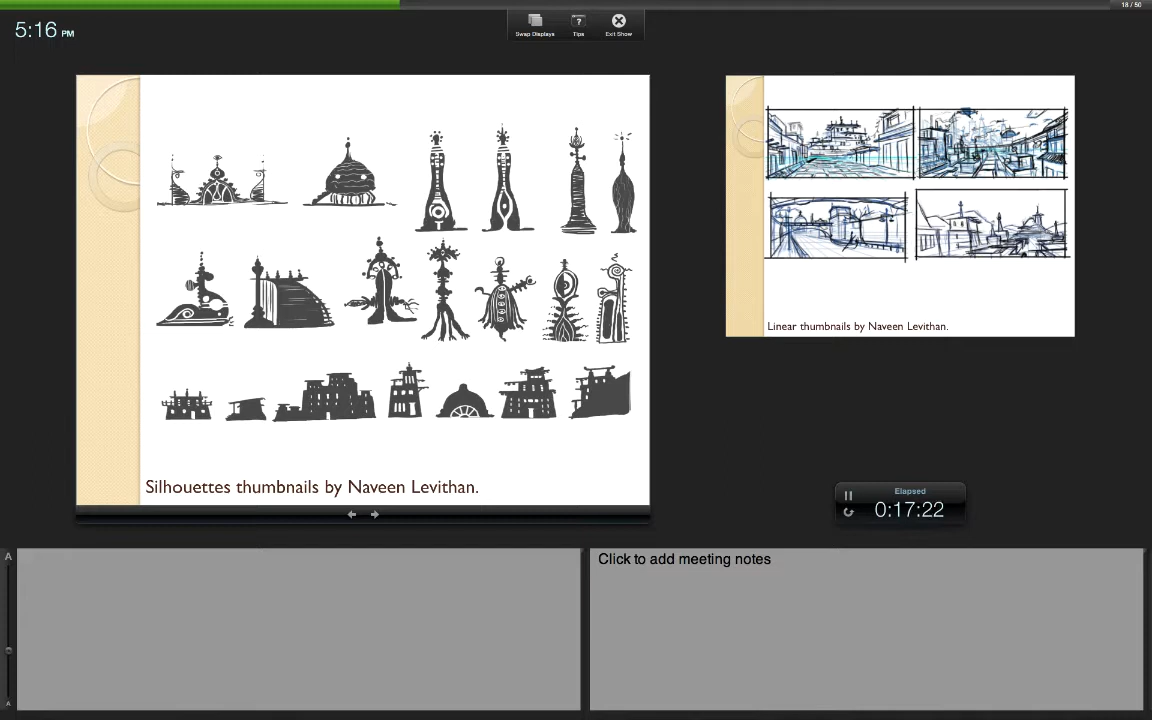 18 / 50
5:16 PM
Swap Displays
Tips
Exit Show
Silhouettes thumbnails by Naveen Levithan.
Linear thumbnails by Naveen Levithan.
Elapsed
0:17:22
A
A
Click to add meeting notes